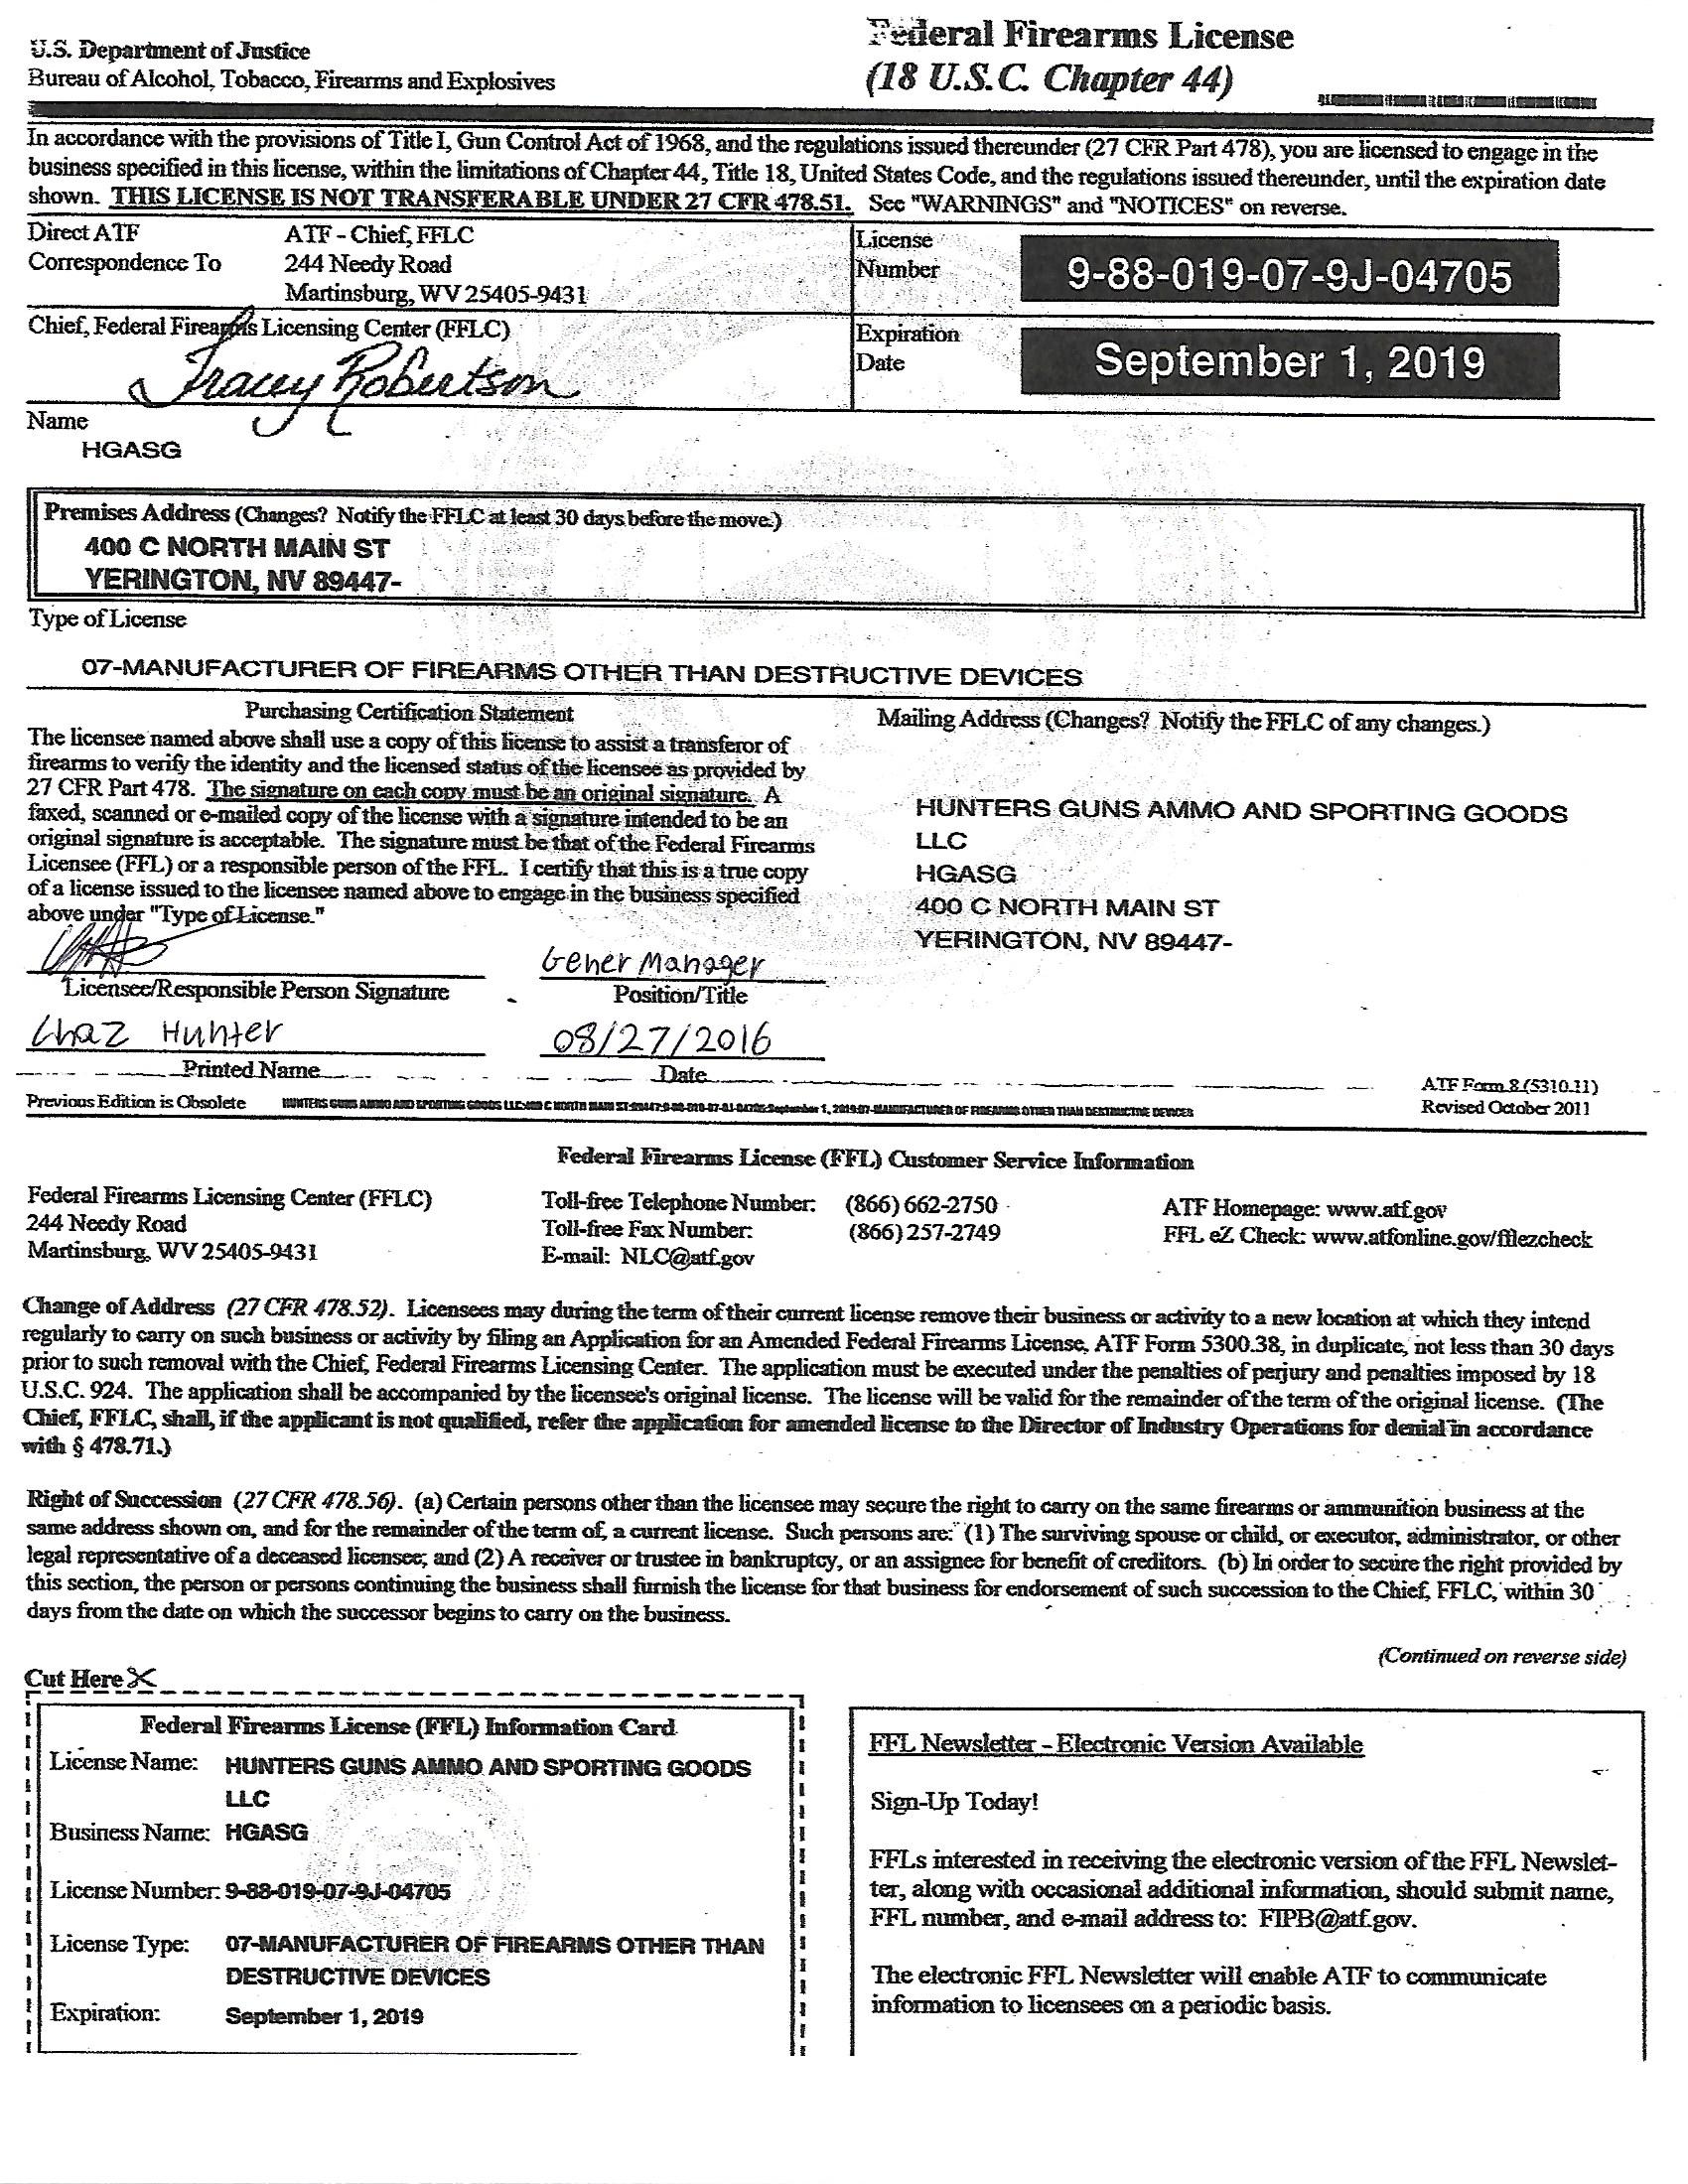 U.S. Department of Justice
Bureau of Alcohol, Tobacco, Firearms and Explosives
Federal Firearms License
(18 U.S.C. Chapter 44)
In accordance with the provisions of Title I, Gun Control Act of 1968, and the regulations issued thereunder (27 CFR Part 478), you are licensed to engage in the
business specified in this license, within the limitations of Chapter 44, Title 18, United States Code, and the regulations issued thereunder, until the expiration date
shown. THIS LICENSE IS NOT TRANSFERABLE UNDER 27 CFR 478.51. See "WARNINGS" and "NOTICES" on reverse.
Direct ATF
Correspondence To
ATF - Chief, FFLC
244 Needy Road
Martinsburg, WV 25405-9431
License
Number
9-88-019-07-9J-04705
Chief, Federal Firearms Licensing Center (FFLC)
Tracey Robertson
Expiration
Date
September 1, 2019
Name
HGASG
Premises Address (Changes? Notify the FFLC at least 30 days before the move.)
400 C NORTH MAIN ST
YERINGTON, NV 89447-
Type of License
07-MANUFACTURER OF FIREARMS OTHER THAN DESTRUCTIVE DEVICES
Purchasing Certification Statement
The licensee named above shall use a copy of this license to assist a transferor of
firearms to verify the identity and the licensed status of the licensee as provided by
27 CFR Part 478. The signature on each copy must be an original signature. A
faxed, scanned or e-mailed copy of the license with a signature intended to be an
original signature is acceptable. The signature must be that of the Federal Firearms
Licensee (FFL) or a responsible person of the FFL. I certify that this is a true copy
of a license issued to the licensee named above to engage in the business specified
above under "Type of License."
Mailing Address (Changes? Notify the FFLC of any changes.)
HUNTERS GUNS AMMO AND SPORTING GOODS
LLC
HGASG
400 C NORTH MAIN ST
YERINGTON, NV 89447-
Gener Manager
Licensee/Responsible Person Signature
Position/Title
Chaz Hunter
08/27/2016
Printed Name
Date
ATF Form 8 (5310.11)
Revised October 2011
Previous Edition is Obsolete
HUNTERS GUNS AMMO AND SPORTING GOODS LLC:400 C NORTH MAIN ST:89447:9-88-019-07-9J-04705:September 1, 2019:07-MANUFACTURER OF FIREARMS OTHER THAN DESTRUCTIVE DEVICES
Federal Firearms License (FFL) Customer Service Information
Federal Firearms Licensing Center (FFLC)
244 Needy Road
Martinsburg, WV 25405-9431
Toll-free Telephone Number: (866) 662-2750
Toll-free Fax Number: (866) 257-2749
E-mail: NLC@atf.gov
ATF Homepage: www.atf.gov
FFL eZ Check: www.atfonline.gov/fflezcheck
Change of Address (27 CFR 478.52). Licensees may during the term of their current license remove their business or activity to a new location at which they intend
regularly to carry on such business or activity by filing an Application for an Amended Federal Firearms License, ATF Form 5300.38, in duplicate, not less than 30 days
prior to such removal with the Chief, Federal Firearms Licensing Center. The application must be executed under the penalties of perjury and penalties imposed by 18
U.S.C. 924. The application shall be accompanied by the licensee's original license. The license will be valid for the remainder of the term of the original license. (The
Chief, FFLC, shall, if the applicant is not qualified, refer the application for amended license to the Director of Industry Operations for denial in accordance
with § 478.71.)
Right of Succession (27 CFR 478.56). (a) Certain persons other than the licensee may secure the right to carry on the same firearms or ammunition business at the
same address shown on, and for the remainder of the term of, a current license. Such persons are: (1) The surviving spouse or child, or executor, administrator, or other
legal representative of a deceased licensee; and (2) A receiver or trustee in bankruptcy, or an assignee for benefit of creditors. (b) In order to secure the right provided by
this section, the person or persons continuing the business shall furnish the license for that business for endorsement of such succession to the Chief, FFLC, within 30
days from the date on which the successor begins to carry on the business.
(Continued on reverse side)
Cut Here
Federal Firearms License (FFL) Information Card
License Name: HUNTERS GUNS AMMO AND SPORTING GOODS
LLC
Business Name: HGASG
License Number: 9-88-019-07-9J-04705
License Type: 07-MANUFACTURER OF FIREARMS OTHER THAN
DESTRUCTIVE DEVICES
Expiration: September 1, 2019
FFL Newsletter - Electronic Version Available
Sign-Up Today!
FFLs interested in receiving the electronic version of the FFL Newslet-
ter, along with occasional additional information, should submit name,
FFL number, and e-mail address to: FIPB@atf.gov.
The electronic FFL Newsletter will enable ATF to communicate
information to licensees on a periodic basis.